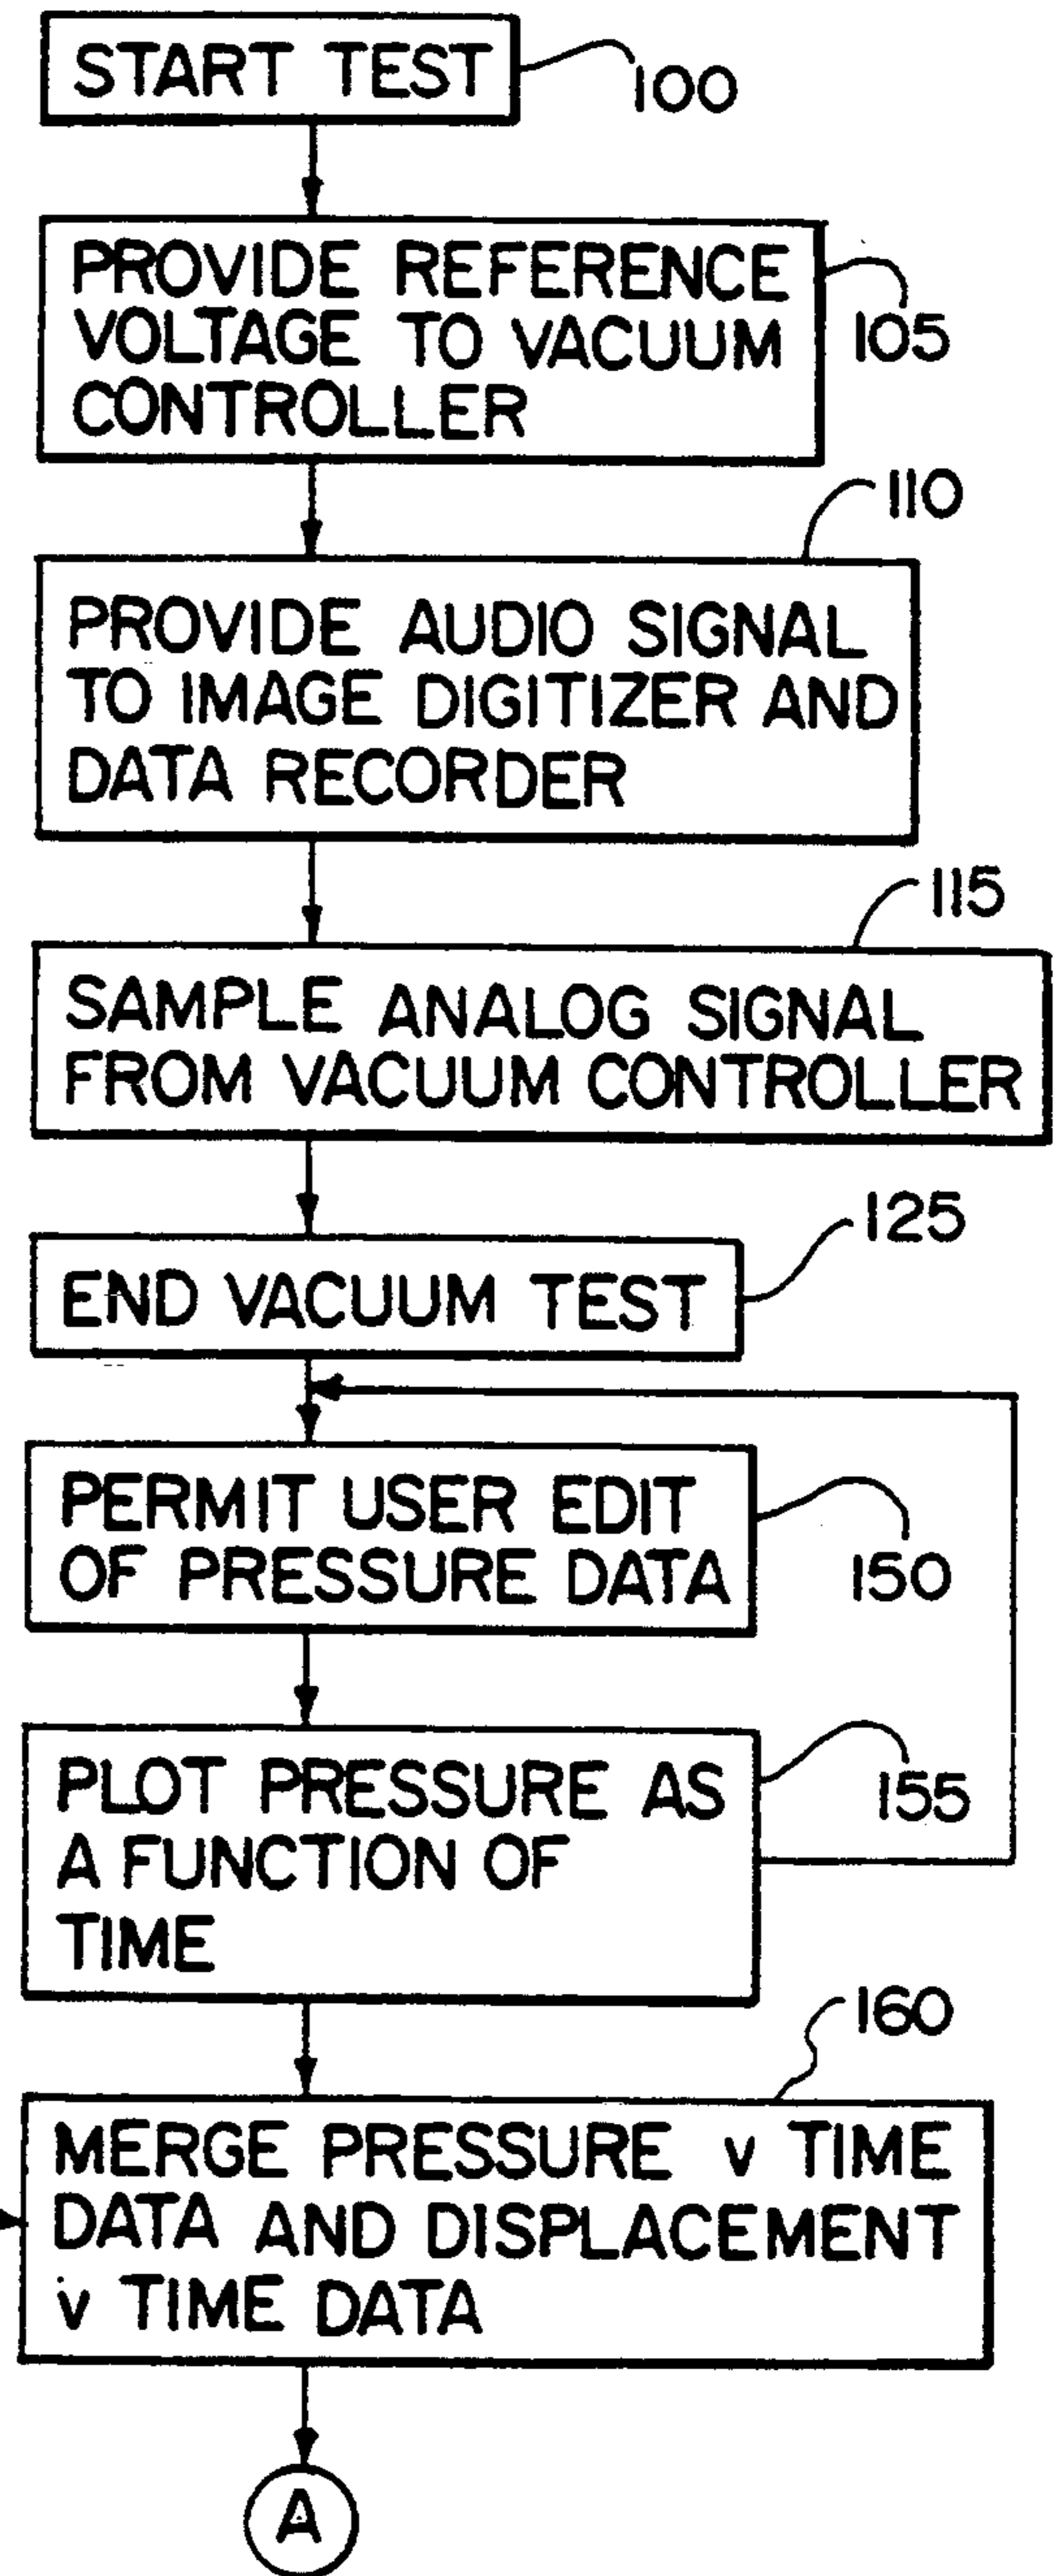 START TEST
100
PROVIDE REFERENCE
VOLTAGE TO VACUUM
CONTROLLER
105
110
PROVIDE AUDIO SIGNAL
TO IMAGE DIGITIZER AND
DATA RECORDER
115
SAMPLE ANALOG SIGNAL
FROM VACUUM CONTROLLER
125
END VACUUM TEST
PERMIT USER EDIT
OF PRESSURE DATA
150
PLOT PRESSURE AS
A FUNCTION OF
TIME
155
160
MERGE PRESSURE v TIME
DATA AND DISPLACEMENT
v TIME DATA
A